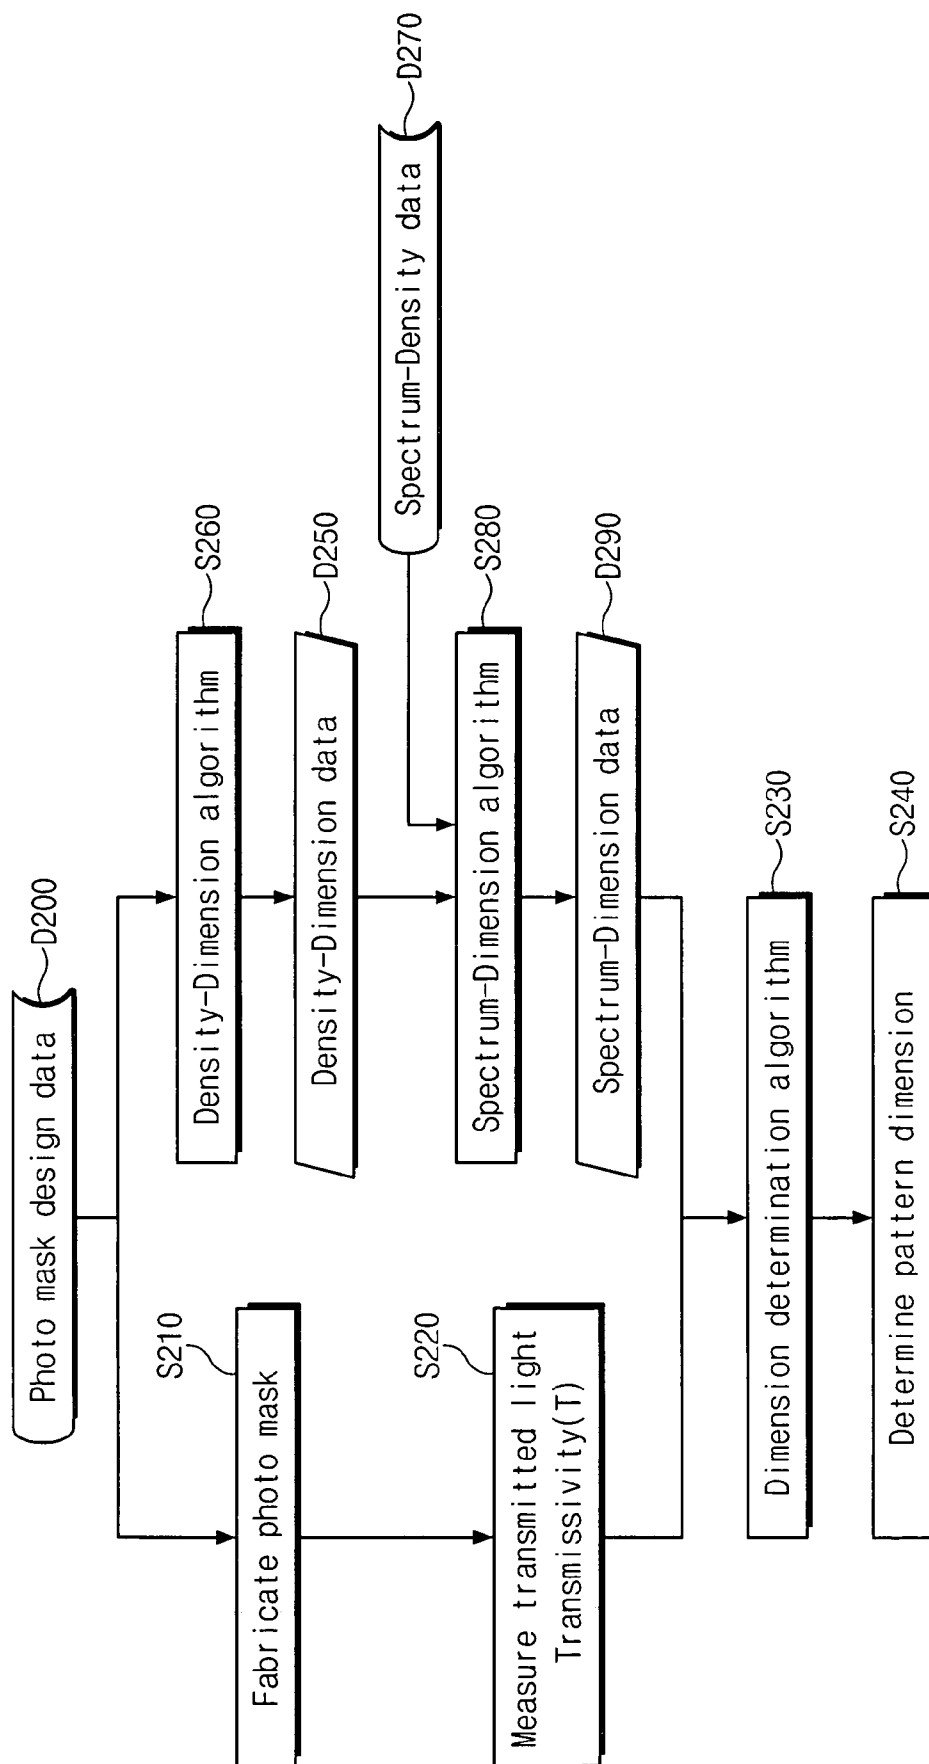 Photo mask design data
D200
Fabricate photo mask
S210
Measure transmitted light
Transmissivity(T)
S220
Density-Dimension algorithm
S260
Density-Dimension data
D250
Spectrum-Density data
D270
Spectrum-Dimension algorithm
S280
Spectrum-Dimension data
D290
Dimension determination algorithm
S230
Determine pattern dimension
S240